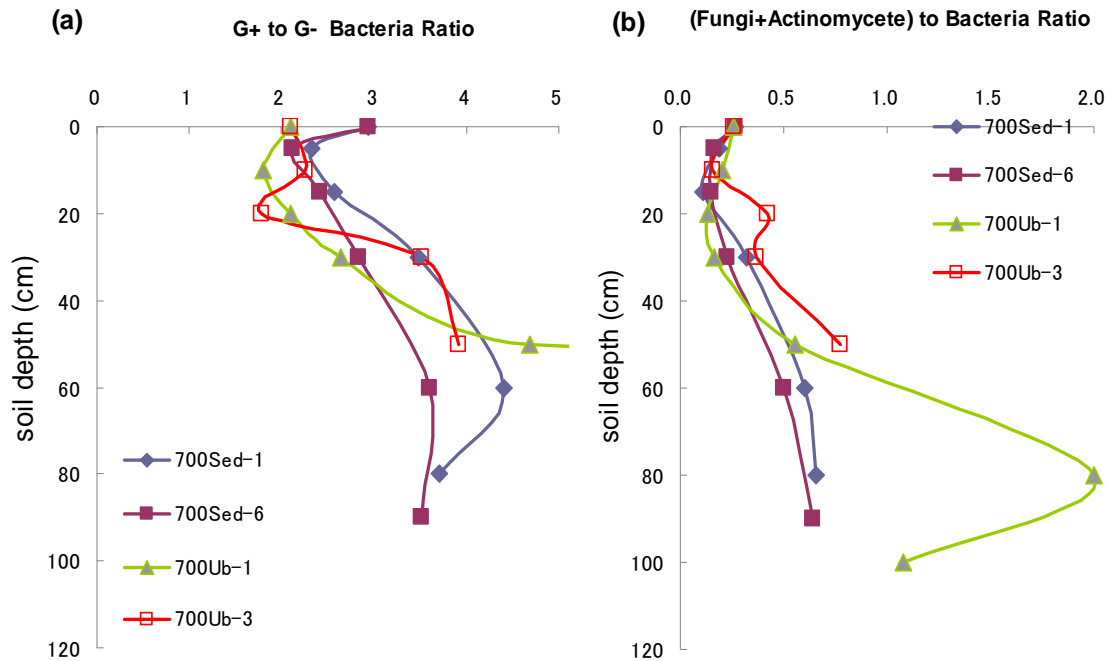 (a)
G+ to G- Bacteria Ratio
0 1 2 3 4 5
0
20
40
60
80
100
120
soil depth (cm)
700Sed-1
700Sed-6
700Ub-1
700Ub-3
(b)
(Fungi+Actinomycete) to Bacteria Ratio
0.0 0.5 1.0 1.5 2.0
0
20
40
60
80
100
120
soil depth (cm)
700Sed-1
700Sed-6
700Ub-1
700Ub-3